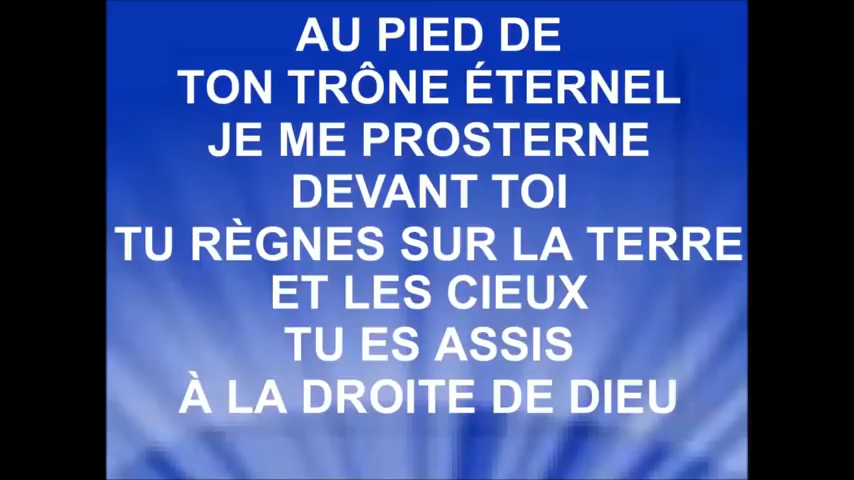 AU PIED DE
TON TRÔNE ÉTERNEL
JE ME PROSTERNE
DEVANT TOI
TU RÈGNES SUR LA TERRE
ET LES CIEUX
TU ES ASSIS
À LA DROITE DE DIEU